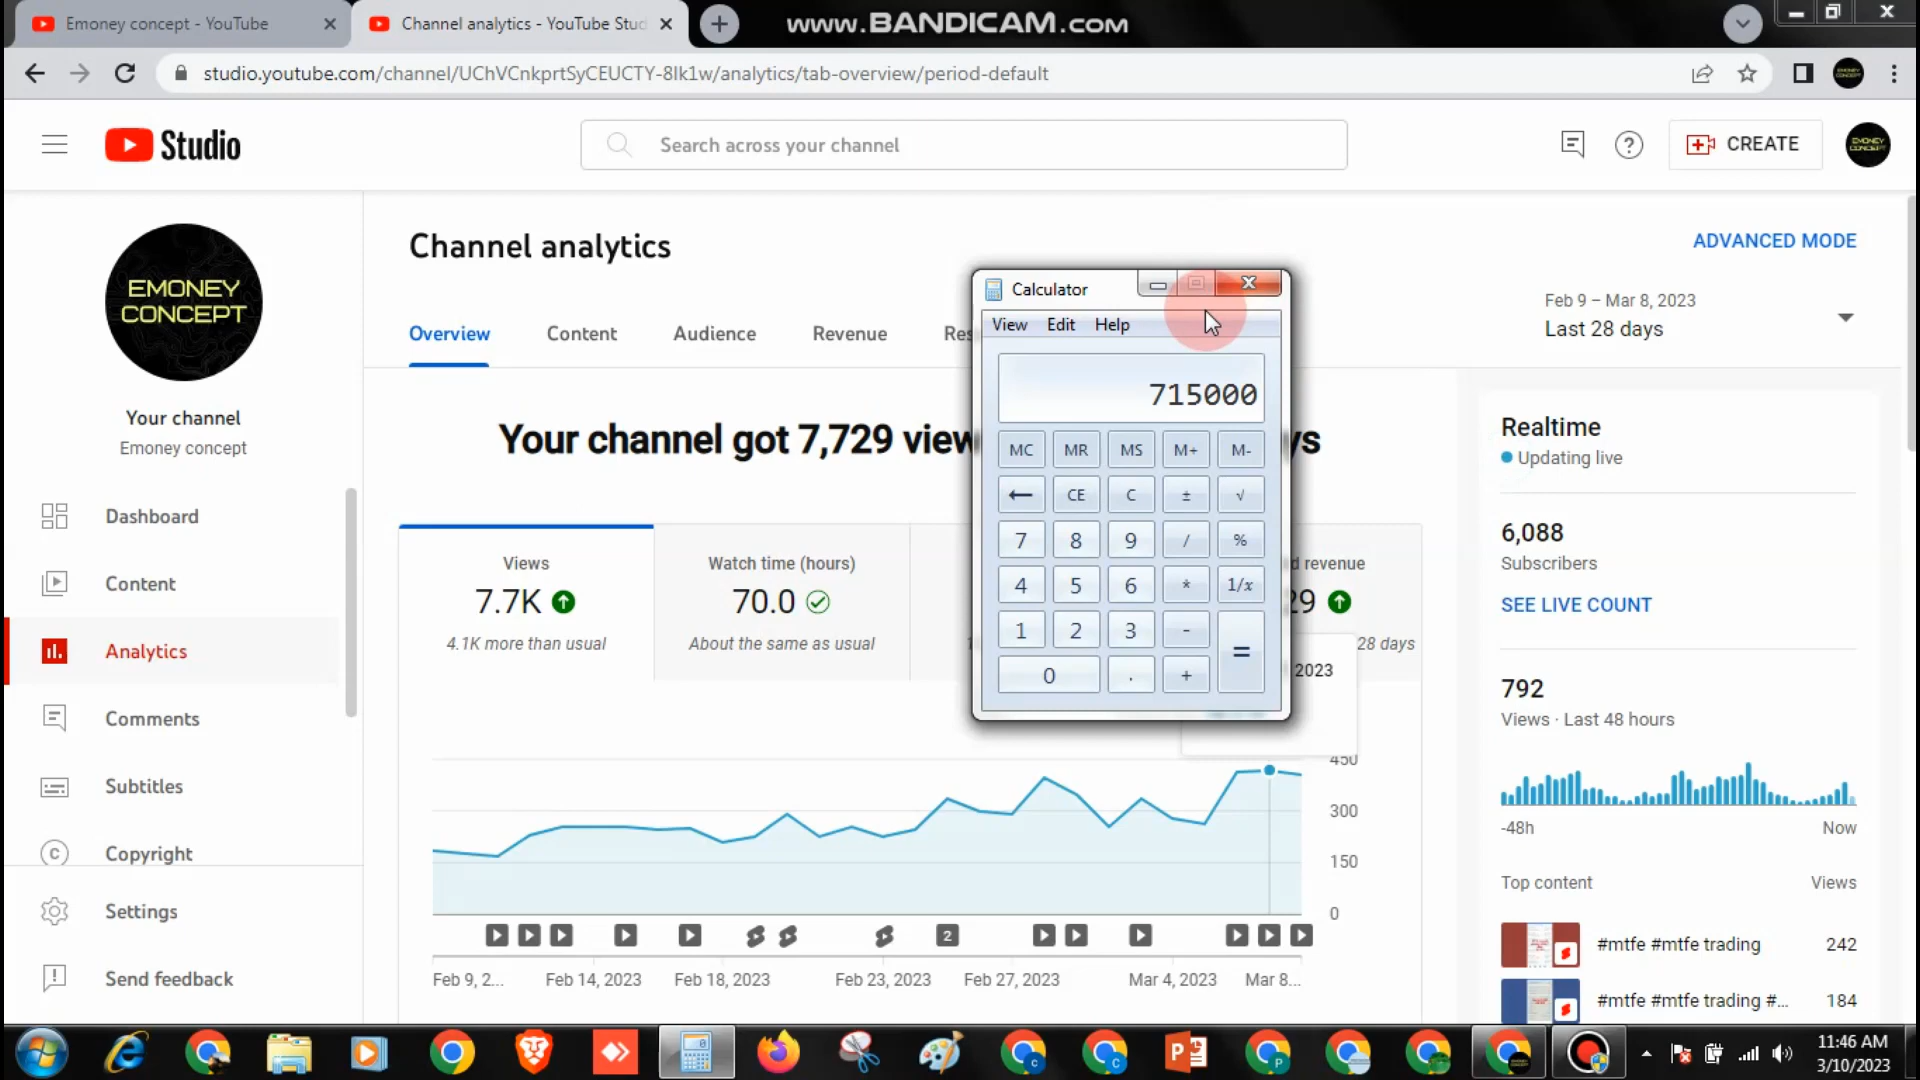 Emoney concept - YouTube
Channel analytics - YouTube Stud
www.BANDICAM.com
studio.youtube.com/channel/UChVCnkprtSyCEUCTY-8lk1w/analytics/tab-overview/period-default
Studio
Search across your channel
CREATE
EMONEY
CONCEPT
Your channel
Emoney concept
Dashboard
Content
Analytics
Comments
Subtitles
Copyright
Settings
Send feedback
Channel analytics
ADVANCED MODE
Feb 9 – Mar 8, 2023
Last 28 days
Overview
Content
Audience
Revenue
Res
Your channel got 7,729 view
ys
Views
7.7K
4.1K more than usual
Watch time (hours)
70.0
About the same as usual
d revenue
29
28 days
2023
Calculator
View Edit Help
715000
MC MR MS M+ M-
← CE C ± √
7 8 9 / %
4 5 6 * 1/x
1 2 3 - =
0 . +
450
300
150
0
2
Feb 9, 2...
Feb 14, 2023
Feb 18, 2023
Feb 23, 2023
Feb 27, 2023
Mar 4, 2023
Mar 8...
Realtime
Updating live
6,088
Subscribers
SEE LIVE COUNT
792
Views · Last 48 hours
-48h
Now
Top content
Views
#mtfe #mtfe trading
242
#mtfe #mtfe trading #...
184
11:46 AM
3/10/2023